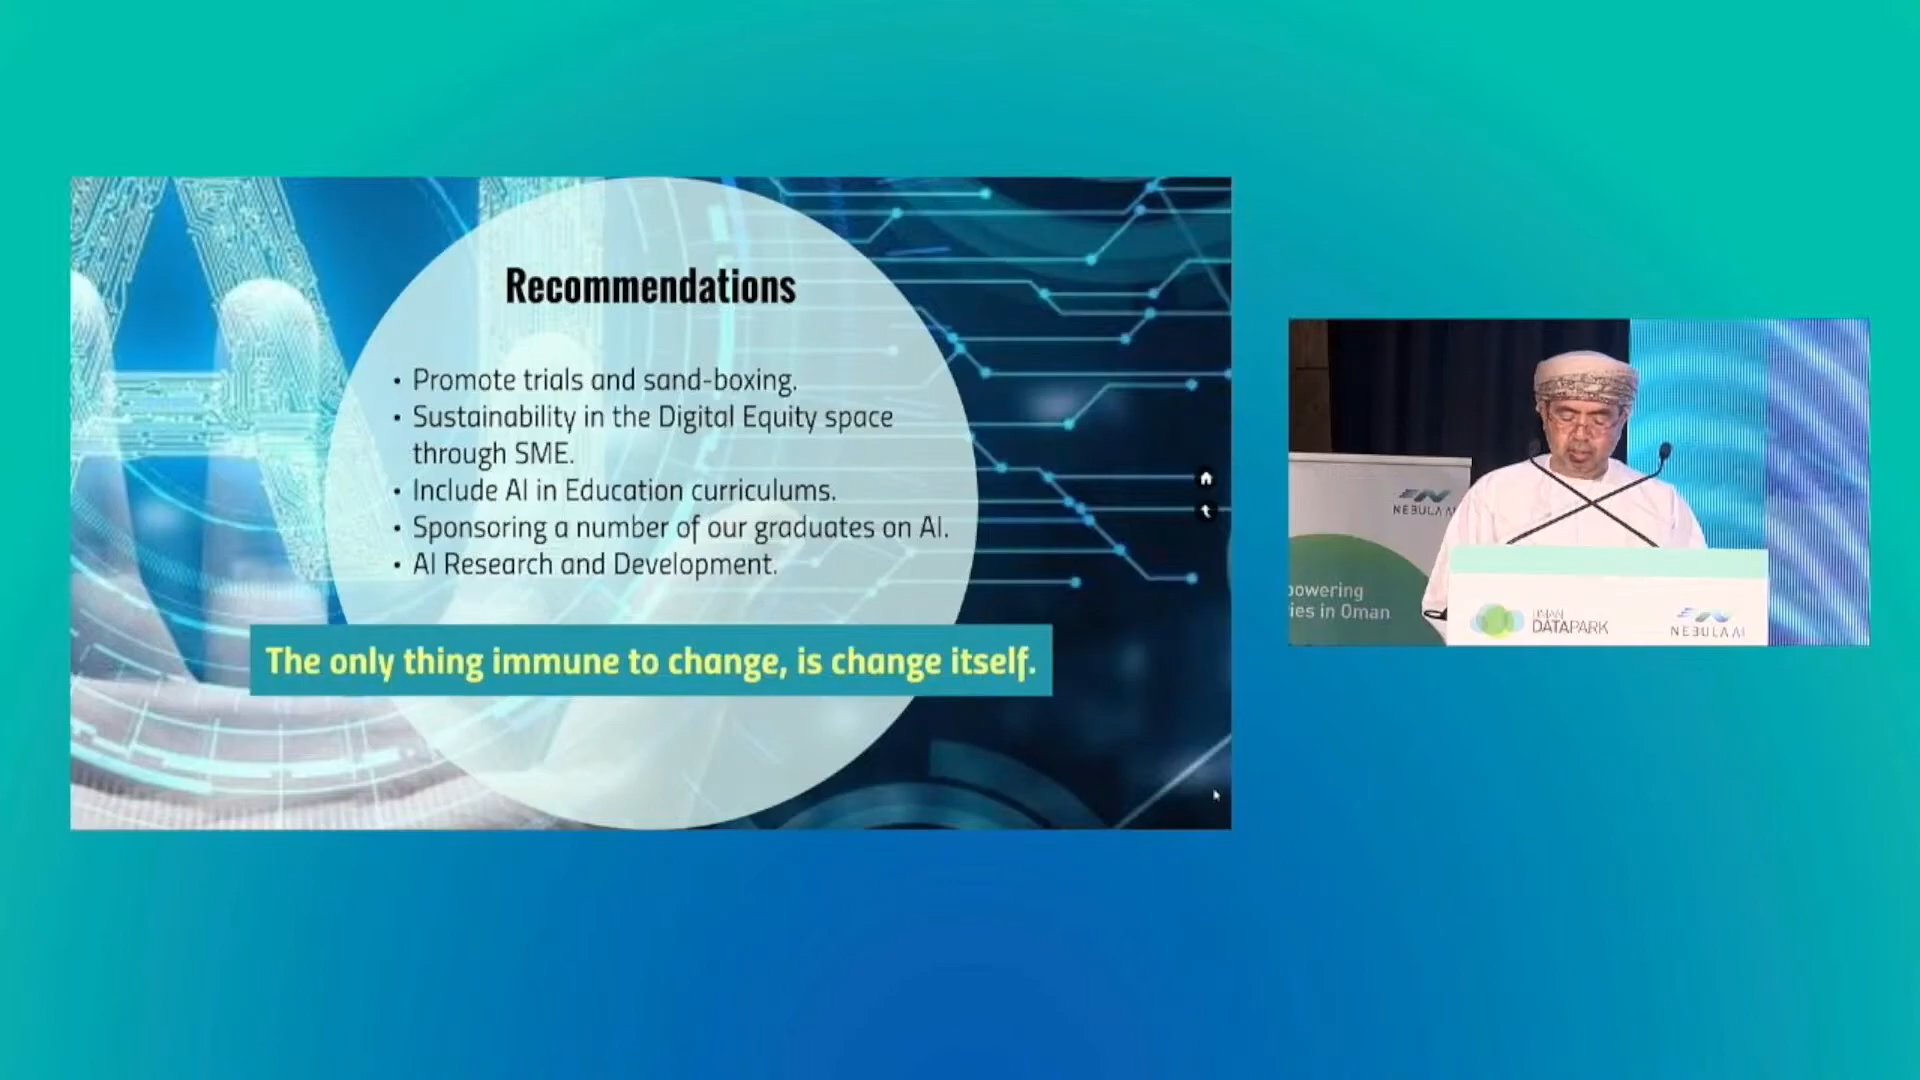 Recommendations
• Promote trials and sand-boxing.
• Sustainability in the Digital Equity space
through SME.
• Include AI in Education curriculums.
• Sponsoring a number of our graduates on AI.
• AI Research and Development.
The only thing immune to change, is change itself.
NEBULA AI
powering
ies in Oman
OMAN
DATAPARK
NEBULA AI